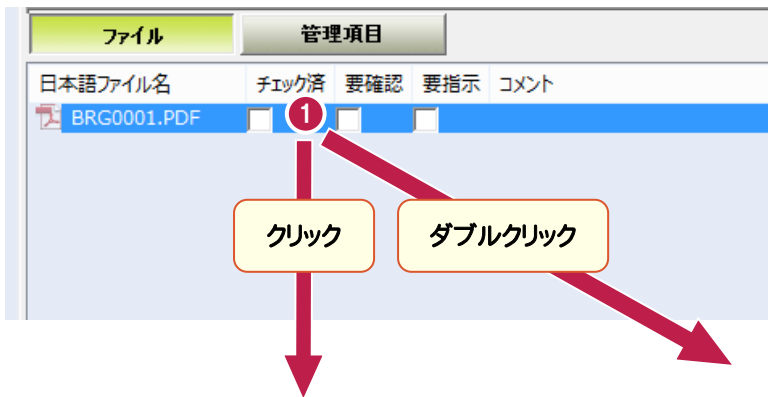 ファイル 管理項目
日本語ファイル名 チェック済 要確認 要指示 コメント
BRG0001.PDF 1
クリック ダブルクリック